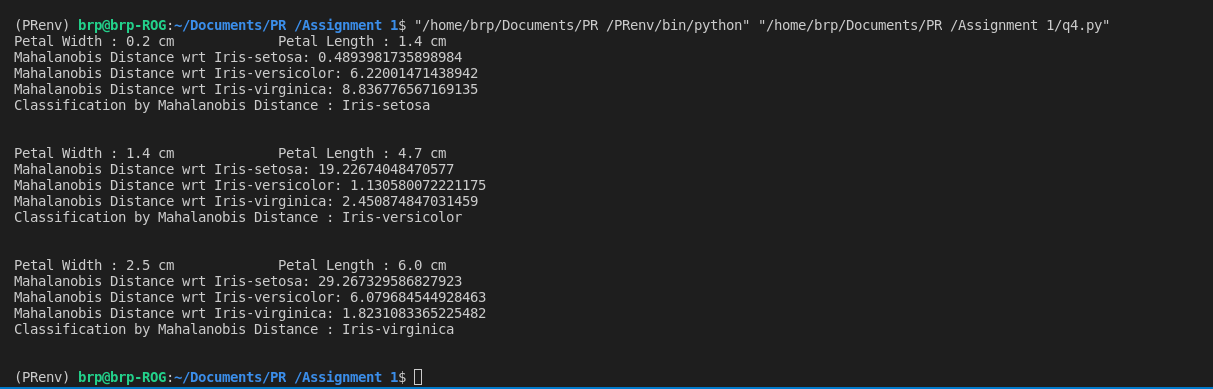 (PRenv) brp@brp-ROG:~/Documents/PR /Assignment 1$ "/home/brp/Documents/PR /PRenv/bin/python" "/home/brp/Documents/PR /Assignment 1/q4.py"
Petal Width : 0.2 cm             Petal Length : 1.4 cm
Mahalanobis Distance wrt Iris-setosa: 0.4893981735898984
Mahalanobis Distance wrt Iris-versicolor: 6.22001471438942
Mahalanobis Distance wrt Iris-virginica: 8.836776567169135
Classification by Mahalanobis Distance : Iris-setosa
Petal Width : 1.4 cm             Petal Length : 4.7 cm
Mahalanobis Distance wrt Iris-setosa: 19.22674048470577
Mahalanobis Distance wrt Iris-versicolor: 1.130580072221175
Mahalanobis Distance wrt Iris-virginica: 2.450874847031459
Classification by Mahalanobis Distance : Iris-versicolor
Petal Width : 2.5 cm             Petal Length : 6.0 cm
Mahalanobis Distance wrt Iris-setosa: 29.267329586827923
Mahalanobis Distance wrt Iris-versicolor: 6.079684544928463
Mahalanobis Distance wrt Iris-virginica: 1.8231083365225482
Classification by Mahalanobis Distance : Iris-virginica
(PRenv) brp@brp-ROG:~/Documents/PR /Assignment 1$